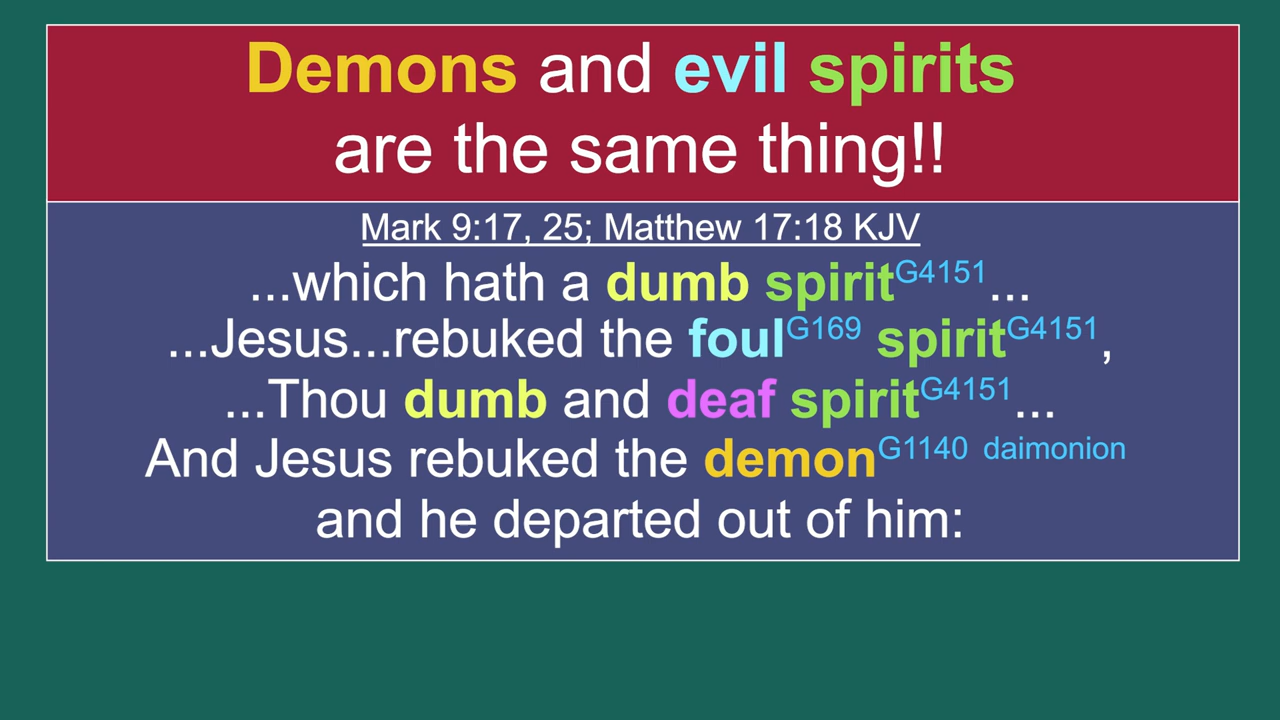 Demons and evil spirits
are the same thing!!
Mark 9:17, 25; Matthew 17:18 KJV
...which hath a dumb spiritG4151...
...Jesus...rebuked the foulG169 spiritG4151,
...Thou dumb and deaf spiritG4151...
And Jesus rebuked the demonG1140 daimonion
and he departed out of him: